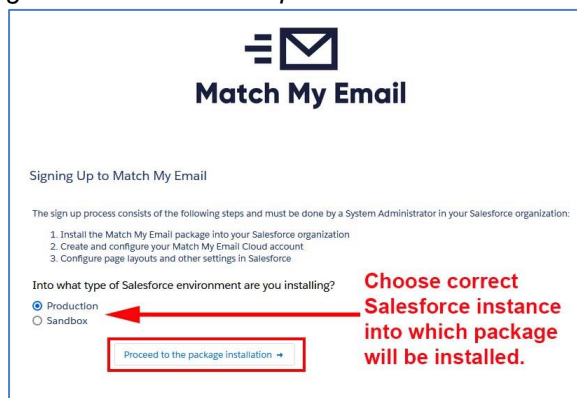 Match My Email
Signing Up to Match My Email
The sign up process consists of the following steps and must be done by a System Administrator in your Salesforce organization:
1. Install the Match My Email package into your Salesforce organization
2. Create and configure your Match My Email Cloud account
3. Configure page layouts and other settings in Salesforce
Into what type of Salesforce environment are you installing?
Production
Sandbox
Choose correct
Salesforce instance
into which package
will be installed.
Proceed to the package installation →